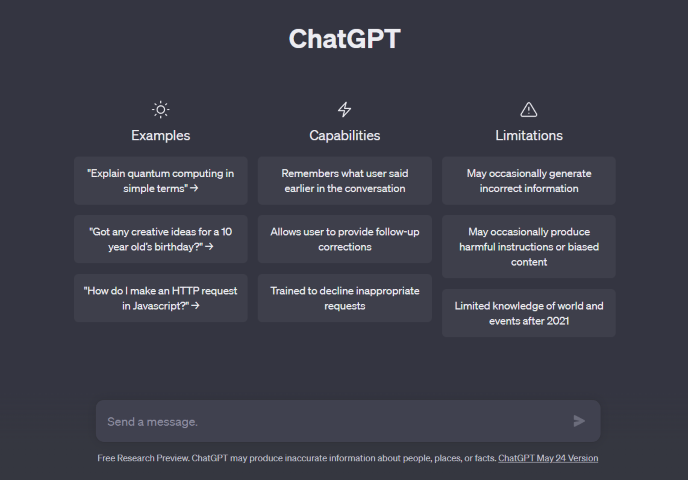 ChatGPT
Examples
"Explain quantum computing in
simple terms" →
"Got any creative ideas for a 10
year old's birthday?" →
"How do I make an HTTP request
in Javascript?" →
Capabilities
Remembers what user said
earlier in the conversation
Allows user to provide follow-up
corrections
Trained to decline inappropriate
requests
Limitations
May occasionally generate
incorrect information
May occasionally produce
harmful instructions or biased
content
Limited knowledge of world and
events after 2021
Send a message.
Free Research Preview. ChatGPT may produce inaccurate information about people, places, or facts. ChatGPT May 24 Version